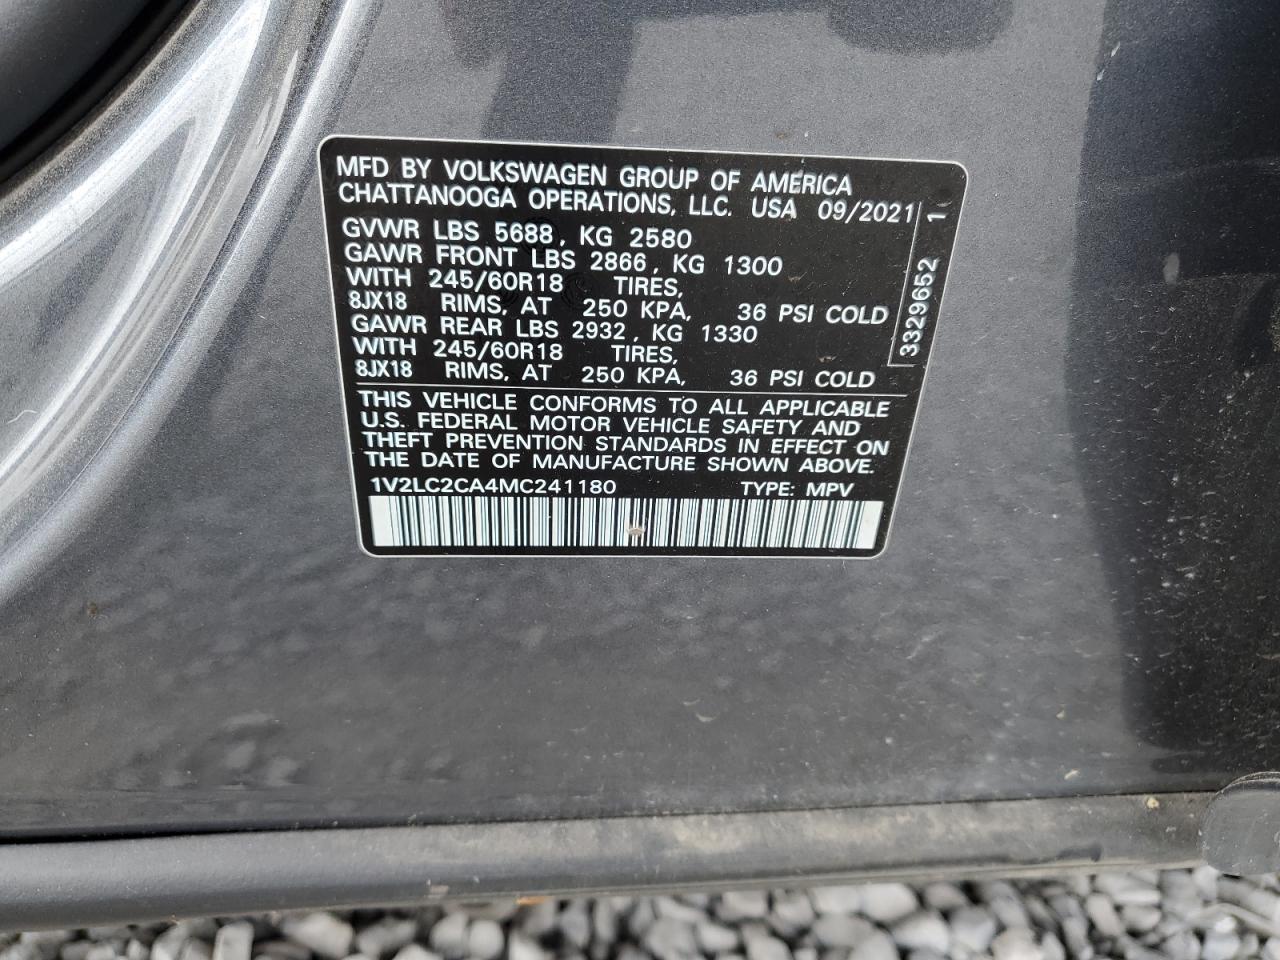 MFD BY VOLKSWAGEN GROUP OF AMERICA
CHATTANOOGA OPERATIONS, LLC. USA 09/2021
GVWR LBS 5688, KG 2580
GAWR FRONT LBS 2866, KG 1300
WITH 245/60R18 TIRES,
8JX18 RIMS, AT 250 KPA, 36 PSI COLD
GAWR REAR LBS 2932, KG 1330
WITH 245/60R18 TIRES,
8JX18 RIMS, AT 250 KPA, 36 PSI COLD
3329652 1
THIS VEHICLE CONFORMS TO ALL APPLICABLE
U.S. FEDERAL MOTOR VEHICLE SAFETY AND
THEFT PREVENTION STANDARDS IN EFFECT ON
THE DATE OF MANUFACTURE SHOWN ABOVE.
1V2LC2CA4MC241180 TYPE: MPV